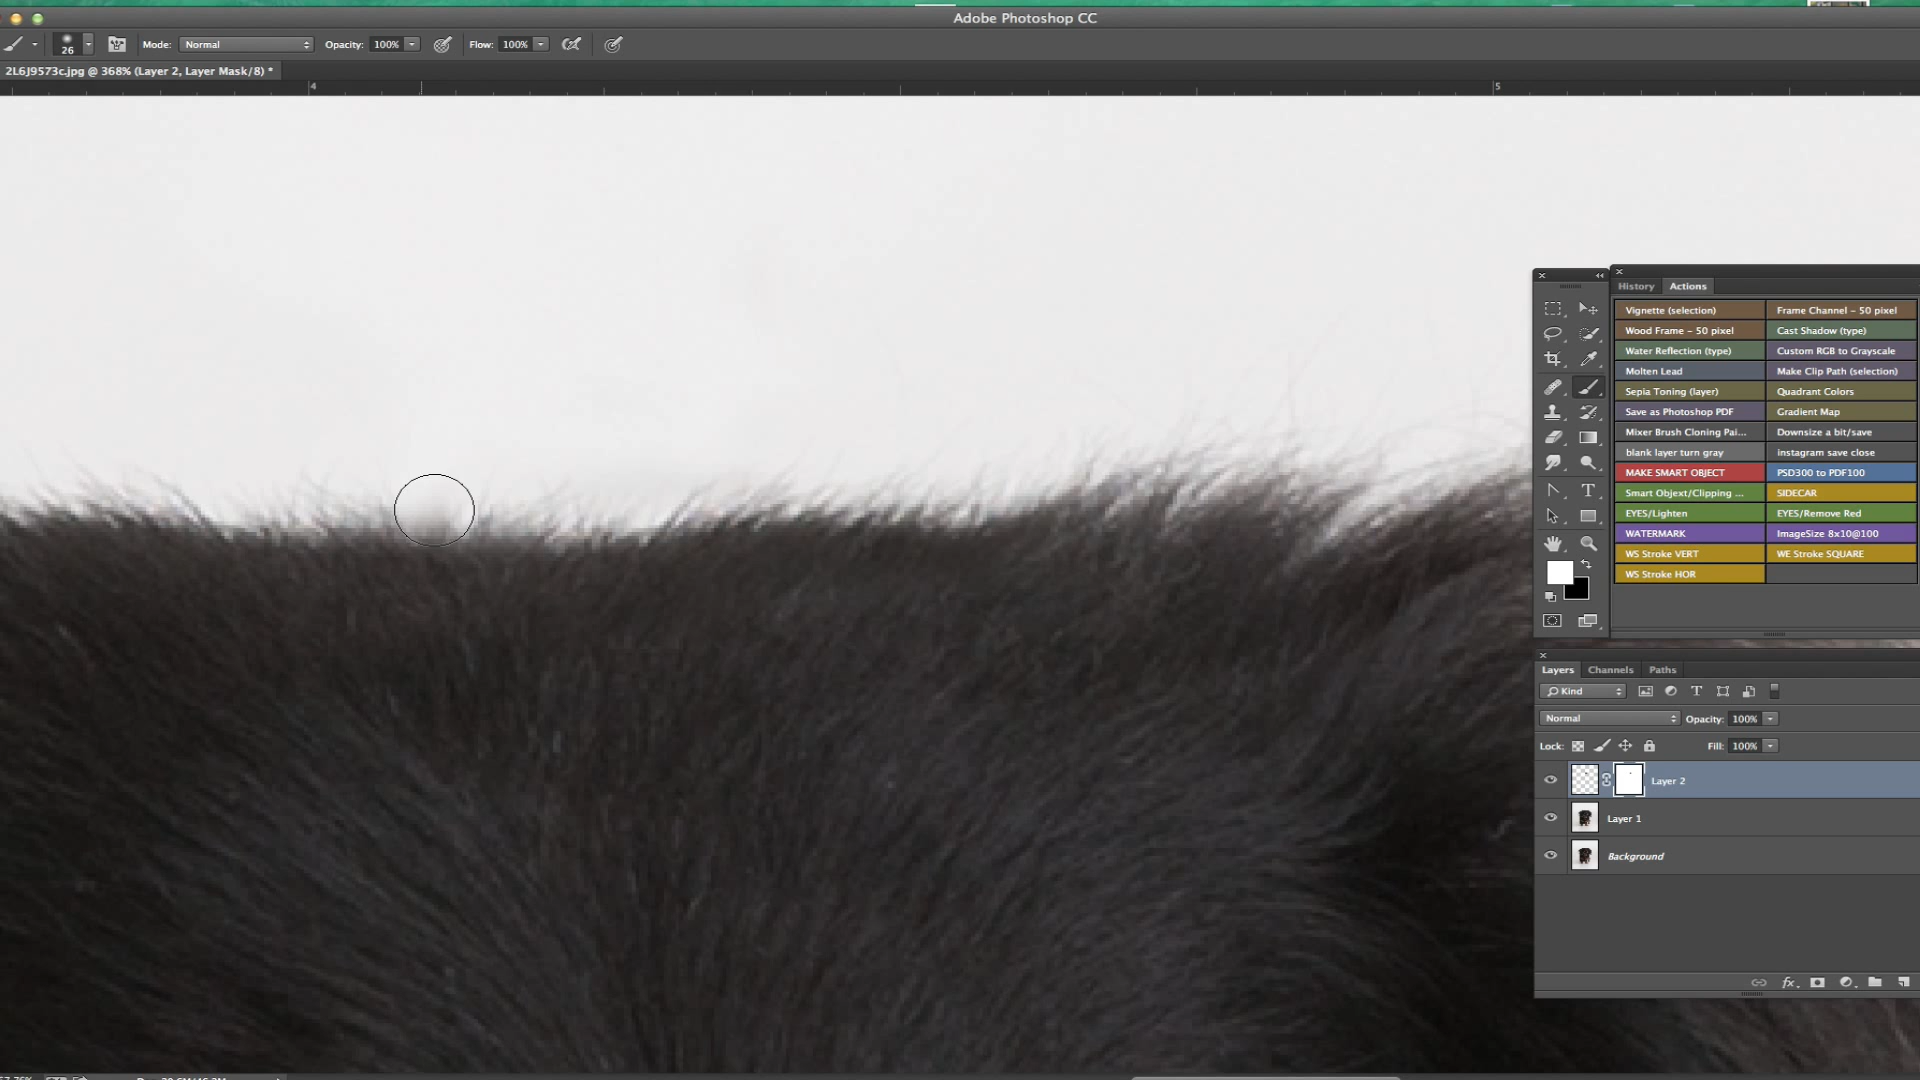 Adobe Photoshop CC
26 Mode: Normal Opacity: 100% Flow: 100%
2L6J9573c.jpg @ 368% (Layer 2, Layer Mask/8) *
4 5
History Actions
Vignette (selection) Frame Channel - 50 pixel
Wood Frame - 50 pixel Cast Shadow (type)
Water Reflection (type) Custom RGB to Grayscale
Molten Lead Make Clip Path (selection)
Sepia Toning (layer) Quadrant Colors
Save as Photoshop PDF Gradient Map
Mixer Brush Cloning Pai... Downsize a bit/save
blank layer turn gray instagram save close
MAKE SMART OBJECT PSD300 to PDF100
Smart Objext/Clipping ... SIDECAR
EYES/Lighten EYES/Remove Red
WATERMARK ImageSize 8x10@100
WS Stroke VERT WE Stroke SQUARE
WS Stroke HOR
Layers Channels Paths
Kind
Normal Opacity: 100%
Lock: Fill: 100%
Layer 2
Layer 1
Background